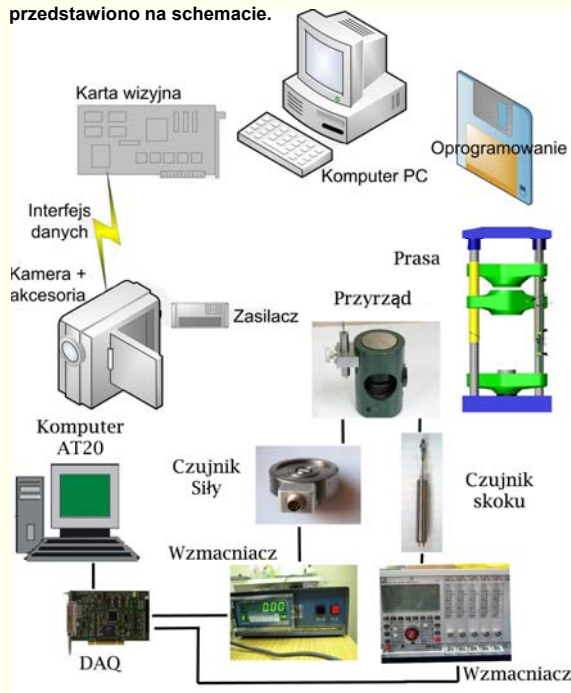 przedstawiono na schemacie.
Karta wizyjna
Komputer PC
Oprogramowanie
Interfejs
danych
Kamera +
akcesoria
Zasilacz
Prasa
Przyrząd
Komputer
AT20
Czujnik
Siły
Czujnik
skoku
Wzmacniacz
0.00
DAQ
Wzmacniacz